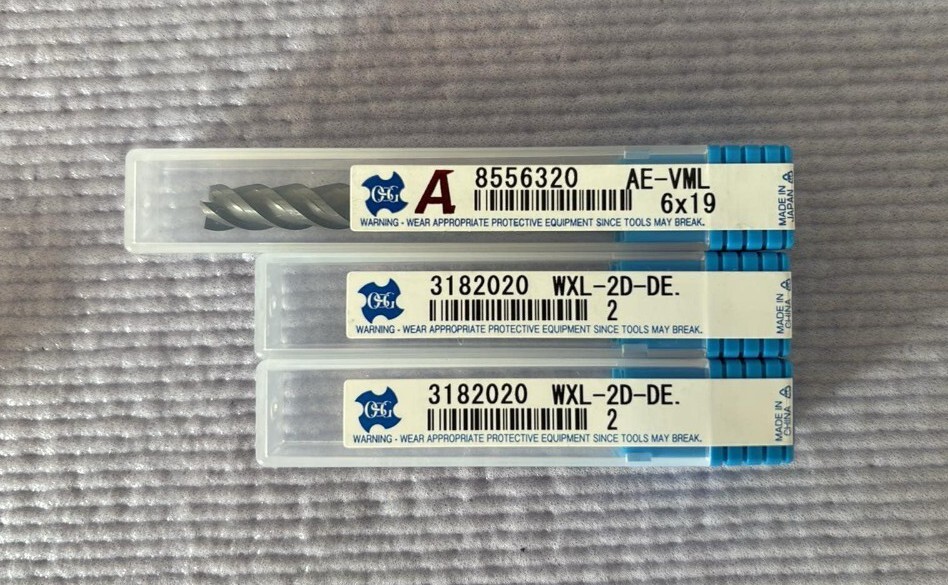 OSG A 8556320 AE-VML
6x19
WARNING - WEAR APPROPRIATE PROTECTIVE EQUIPMENT SINCE TOOLS MAY BREAK.
MADE IN
JAPAN
OSG 3182020 WXL-2D-DE.
2
WARNING - WEAR APPROPRIATE PROTECTIVE EQUIPMENT SINCE TOOLS MAY BREAK.
MADE IN
CHINA
OSG 3182020 WXL-2D-DE.
2
WARNING - WEAR APPROPRIATE PROTECTIVE EQUIPMENT SINCE TOOLS MAY BREAK.
MADE IN
CHINA